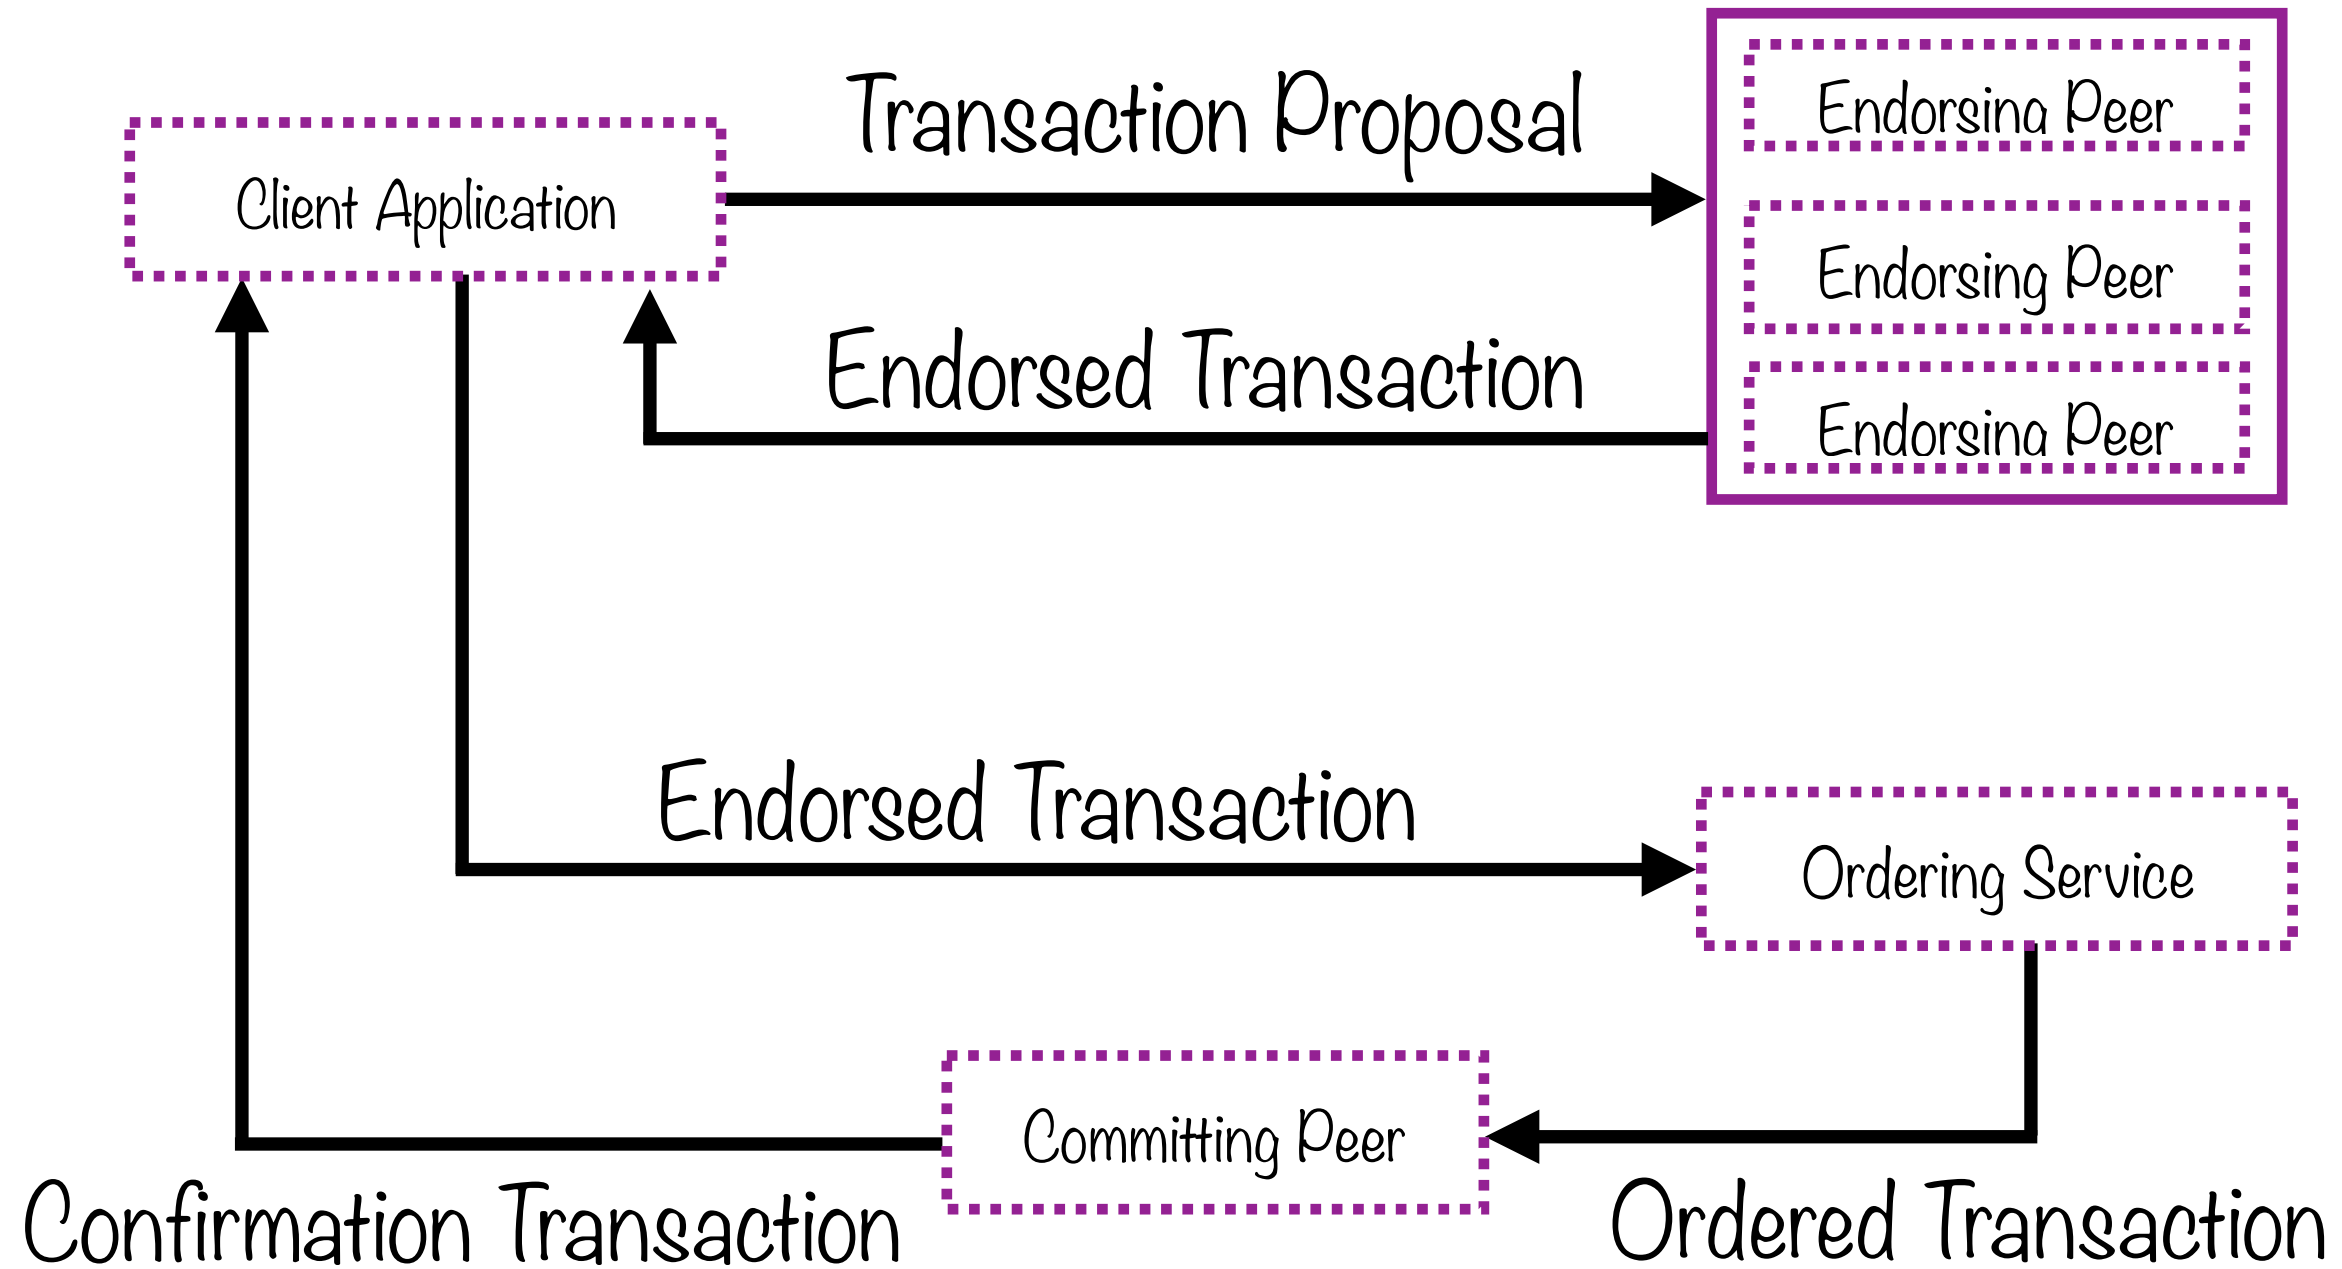 Transaction Proposal
Endorsing Peer
Client Application
Endorsing Peer
Endorsed Transaction
Endorsing Peer
Endorsed Transaction
Ordering Service
Committing Peer
Confirmation Transaction
Ordered Transaction